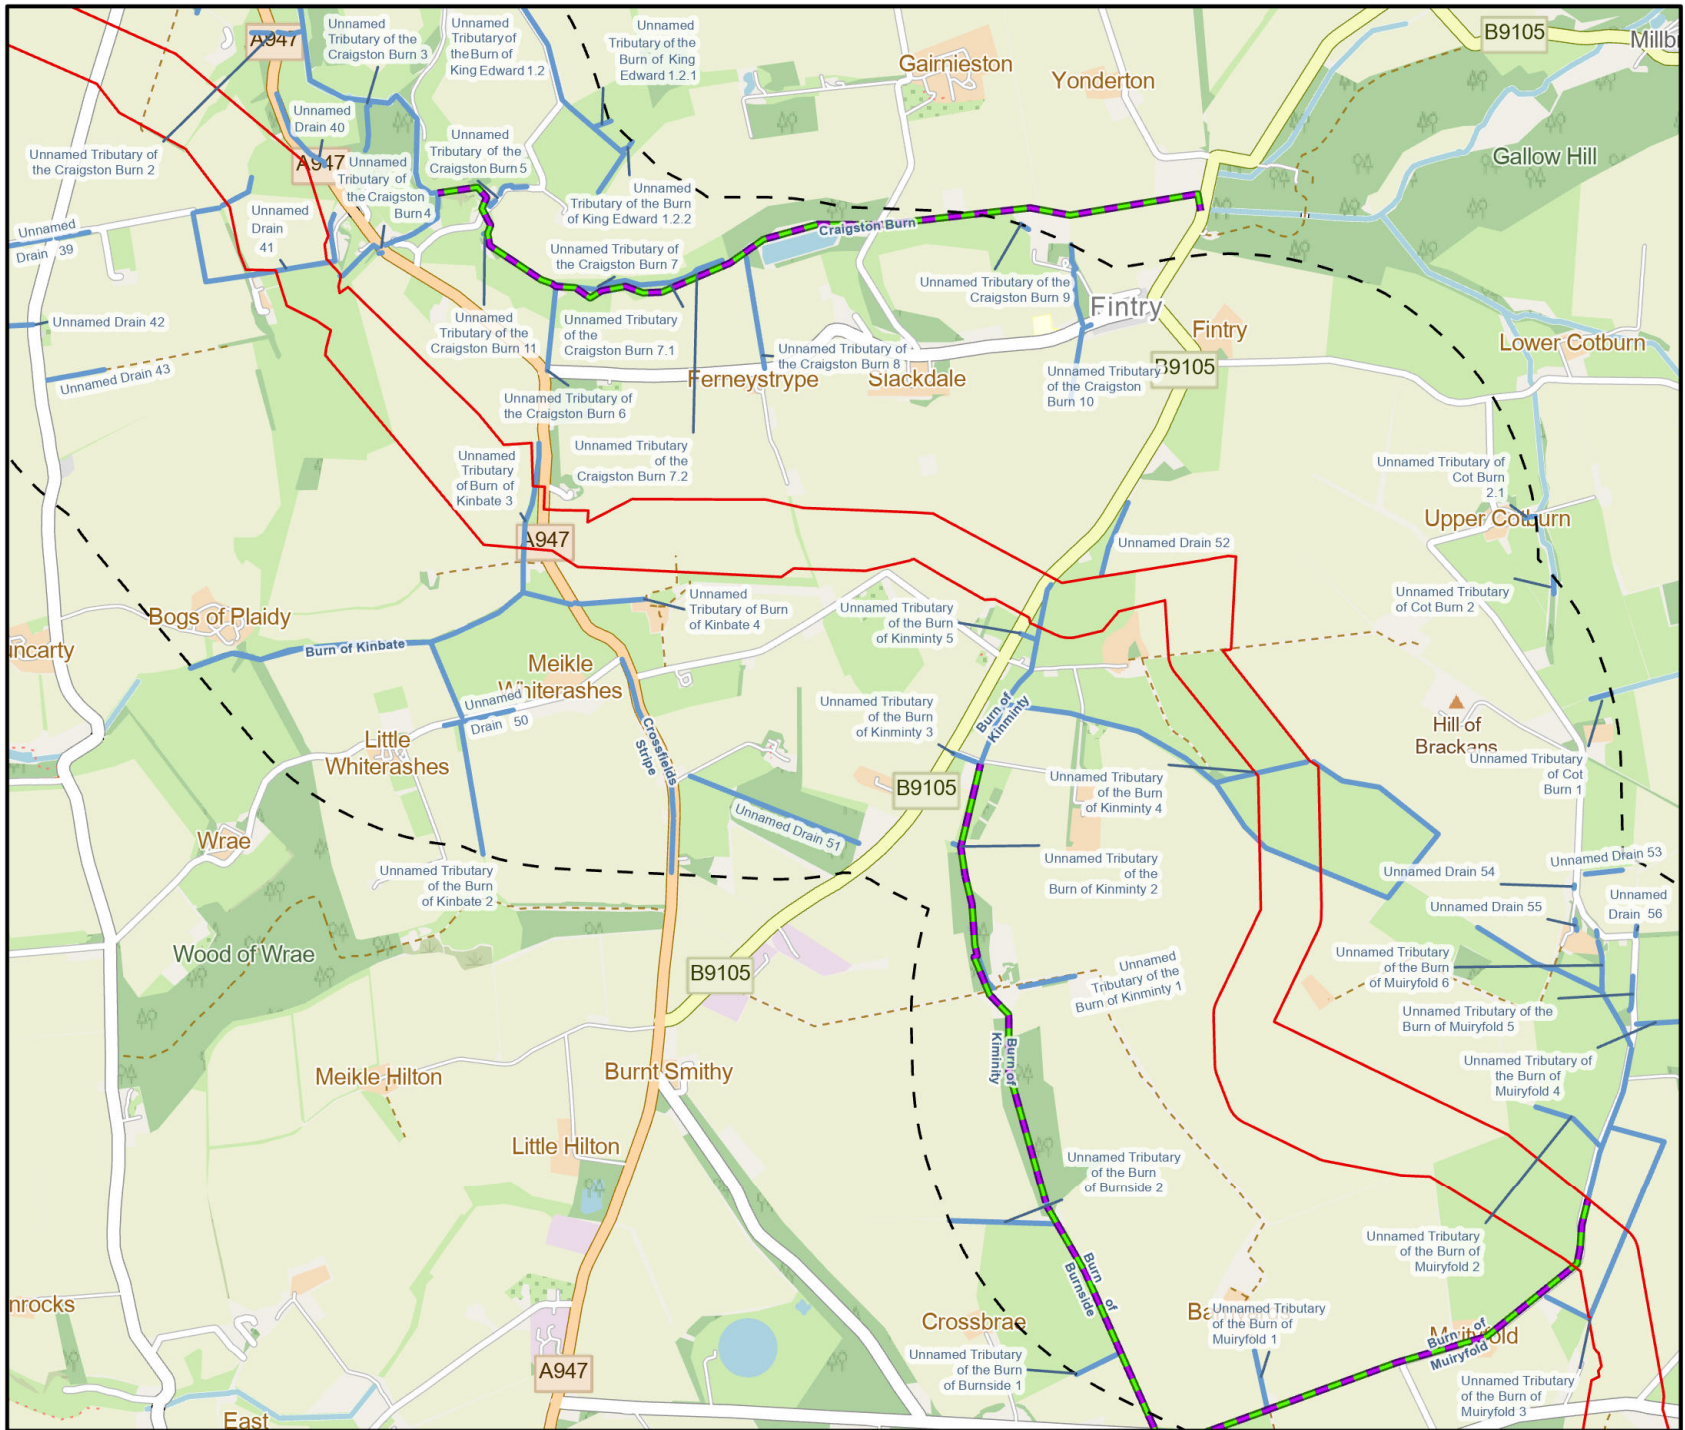 A947
Unnamed
Tributary of the
Craigston Burn 3
Unnamed
Tributary of
the Burn of
King Edward 1.2
Unnamed
Tributary of the
Burn of King
Edward 1.2.1
Gairnieston
Yonderton
B9105
Unnamed
Drain 40
A947
Unnamed Tributary of
the Craigston Burn 2
Unnamed
Tributary of
the Craigston
Burn 4
Unnamed
Tributary of the
Craigston Burn 5
Gallow Hill
Unnamed
Tributary of the Burn
of King Edward 1.2.2
Unnamed
Drain 39
Unnamed
Drain
41
Craigston Burn
Unnamed Tributary of
the Craigston Burn 7
Unnamed Tributary of the
Craigston Burn 9
Fintry
Unnamed Drain 42
Unnamed
Tributary of the
Craigston Burn 11
Unnamed Tributary
of the
Craigston Burn 7.1
Unnamed Tributary of
the Craigston Burn 8
Fintry
Lower Cotburn
Unnamed Drain 43
Ferneystrype
Slackdale
Unnamed Tributary
of the Craigston
Burn 10
B9105
Unnamed Tributary of
the Craigston Burn 6
Unnamed
Tributary
of Burn of
Kinbate 3
Unnamed Tributary
of the
Craigston Burn 7.2
Unnamed Tributary of
Cot Burn
2.1
Upper Cotburn
A947
Unnamed Drain 52
Bogs of Plaidy
Unnamed
Tributary of Burn
of Kinbate 4
Unnamed Tributary
of the Burn
of Kinminty 5
Unnamed Tributary
of Cot Burn 2
Burn of Kinbate
Meikle
Whiterashes
Unnamed
Drain 50
Crossfields
Stripe
Unnamed Tributary
of the Burn
of Kinminty 3
Burn of
Kinminty
Hill of
Brackans
Little
Whiterashes
Unnamed Tributary
of Cot
Burn 1
B9105
Unnamed Tributary
of the Burn
of Kinminty 4
Wrae
Unnamed Drain 51
Unnamed Tributary
of the Burn
of Kinbate 2
Unnamed Tributary
of the
Burn of Kinminty 2
Unnamed Drain 53
Unnamed Drain 54
Unnamed Drain 55
Unnamed
Drain 56
Wood of Wrae
B9105
Unnamed
Tributary of the
Burn of Kinminty 1
Unnamed Tributary
of the Burn
of Muiryfold 6
Unnamed Tributary of the
Burn of Muiryfold 5
Burn of
Kiminity
Meikle Hilton
Burnt Smithy
Unnamed Tributary of
the Burn of
Muiryfold 4
Little Hilton
Unnamed Tributary
of the Burn
of Burnside 2
Unnamed Tributary
of the Burn of
Muiryfold 2
Burn of
Burnside
Crossbrae
Unnamed Tributary
of the Burn of
Muiryfold 1
Burn of
Muiryfold
Muiryfold
A947
Unnamed Tributary
of the Burn
of Burnside 1
Unnamed Tributary
of the Burn of
Muiryfold 3
East